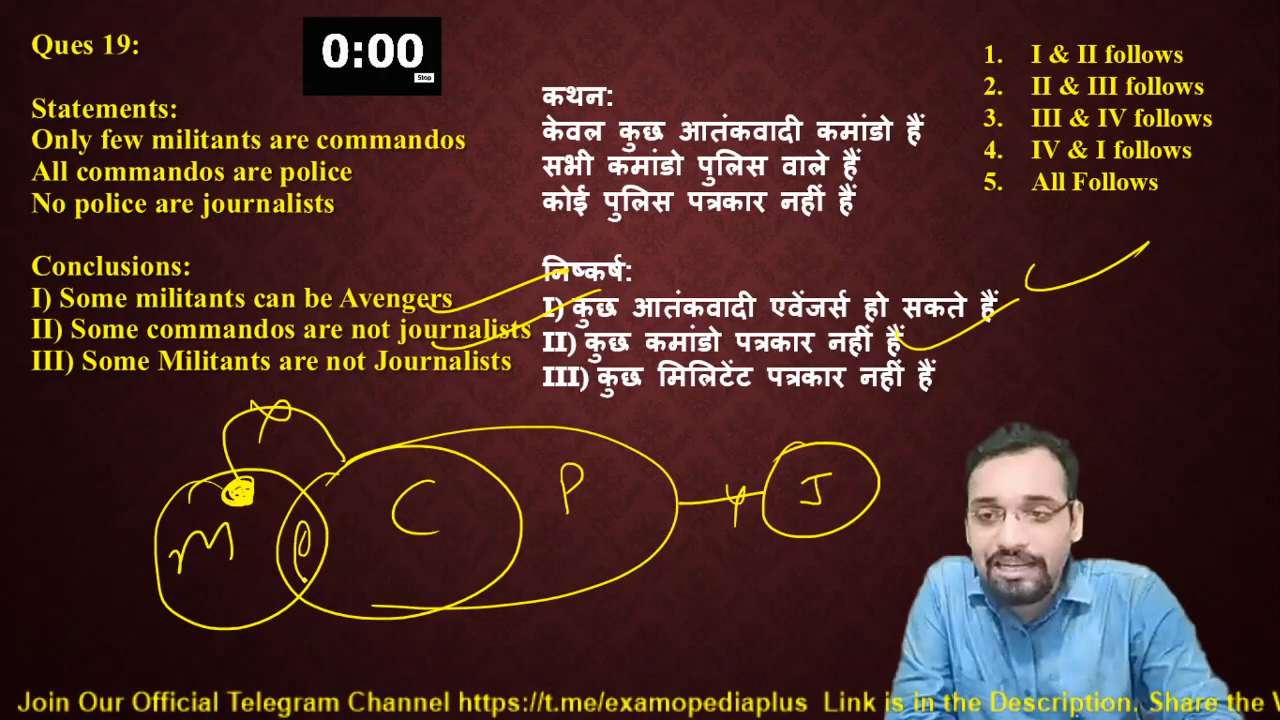 Ques 19:
0:00
Stop
Statements:
Only few militants are commandos
All commandos are police
No police are journalists
Conclusions:
I) Some militants can be Avengers
II) Some commandos are not journalists
III) Some Militants are not Journalists
कथन:
केवल कुछ आतंकवादी कमांडो हैं
सभी कमांडो पुलिस वाले हैं
कोई पुलिस पत्रकार नहीं हैं
निष्कर्ष:
I) कुछ आतंकवादी एवेंजर्स हो सकते हैं
II) कुछ कमांडो पत्रकार नहीं हैं
III) कुछ मिलिटेंट पत्रकार नहीं हैं
1. I & II follows
2. II & III follows
3. III & IV follows
4. IV & I follows
5. All Follows
M C P J
Join Our Official Telegram Channel https://t.me/examopediaplus Link is in the Description. Share the